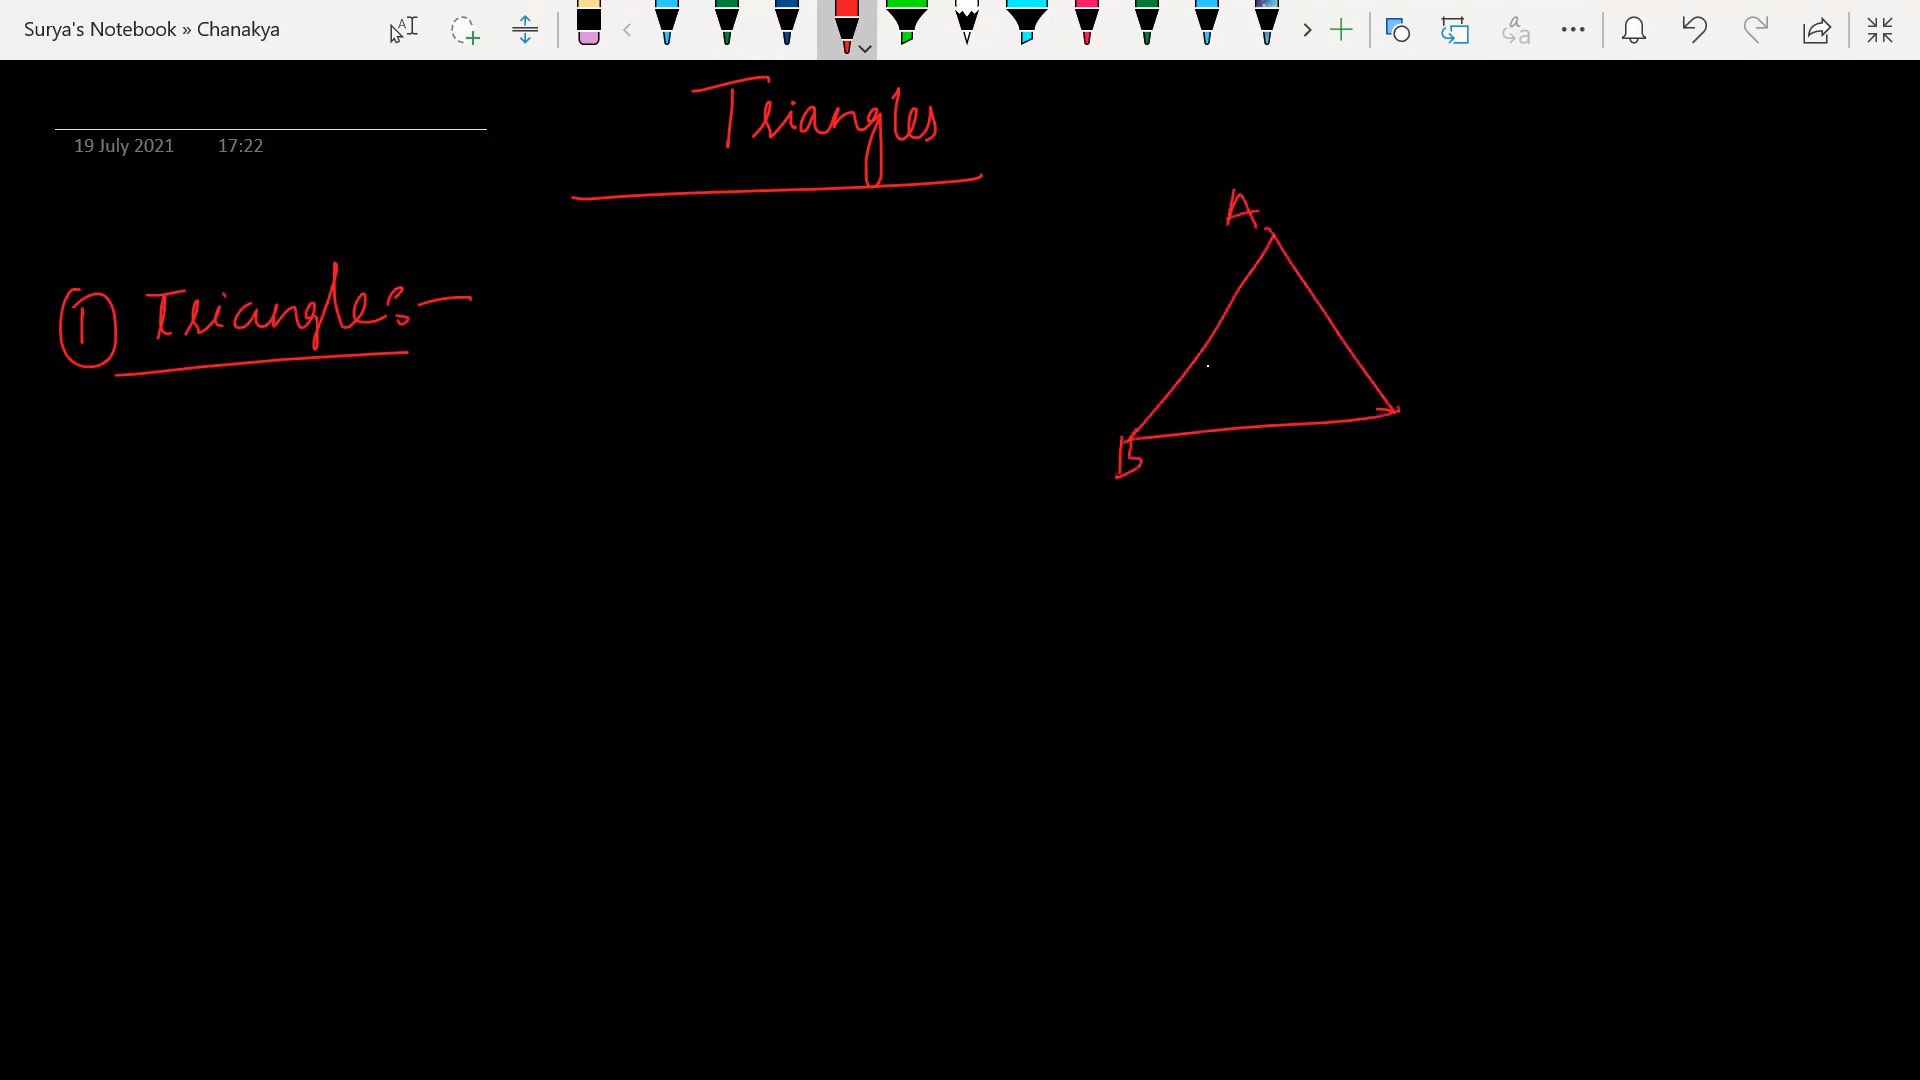 Surya's Notebook » Chanakya
Triangles
19 July 2021 17:22
A
① Triangles:-
B